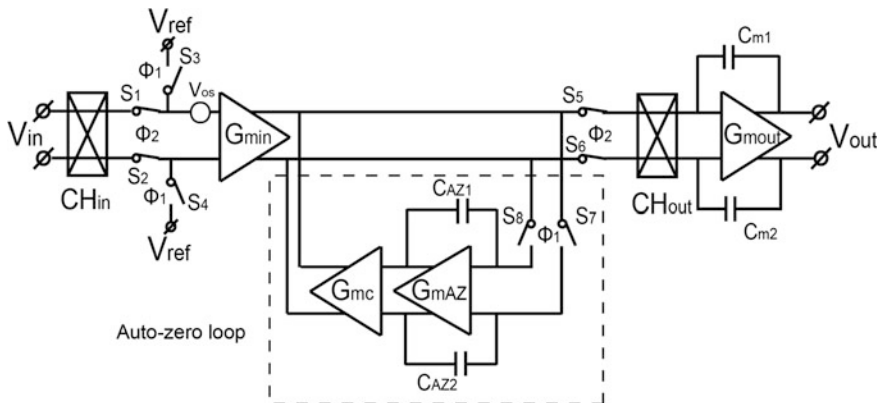 Vref
S3
Φ1
Vos
S1
S5
Cm1
Vin
Φ2
Gmin
Φ2
Gmout
Vout
S2
S6
CHin
Φ1
S4
CHout
Cm2
Vref
CAZ1
S8
Φ1
S7
Gmc
GmAZ
Auto-zero loop
CAZ2